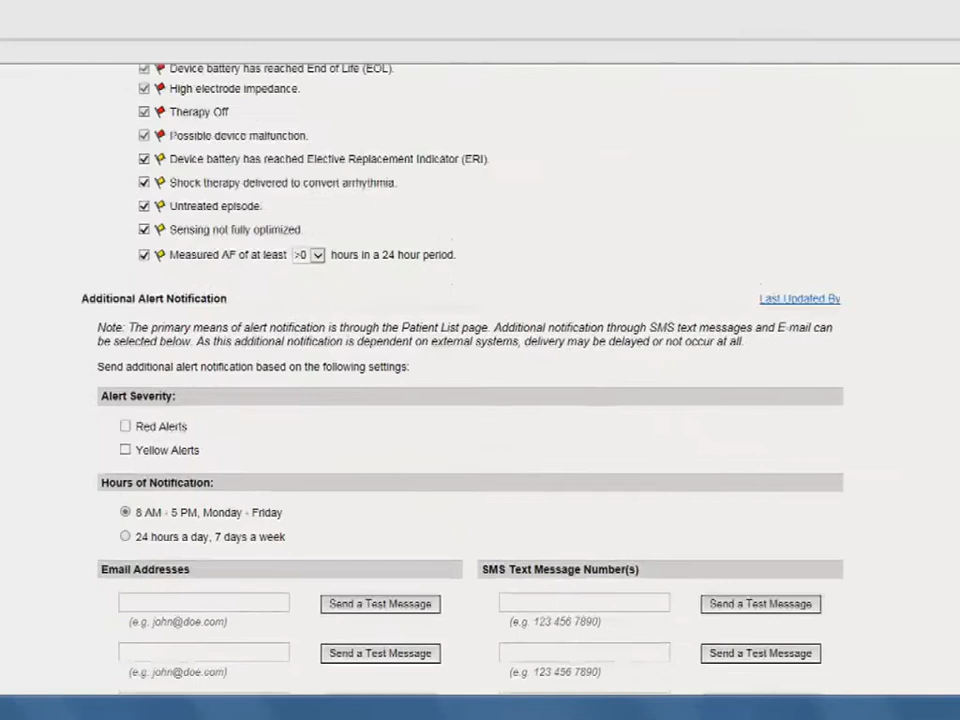 Device battery has reached End of Life (EOL).
High electrode impedance.
Therapy Off
Possible device malfunction.
Device battery has reached Elective Replacement Indicator (ERI).
Shock therapy delivered to convert arrhythmia.
Untreated episode.
Sensing not fully optimized.
Measured AF of at least >0 hours in a 24 hour period.
Additional Alert Notification Last Updated By
Note: The primary means of alert notification is through the Patient List page. Additional notification through SMS text messages and E-mail can
be selected below. As this additional notification is dependent on external systems, delivery may be delayed or not occur at all.
Send additional alert notification based on the following settings:
Alert Severity:
Red Alerts
Yellow Alerts
Hours of Notification:
8 AM - 5 PM, Monday - Friday
24 hours a day, 7 days a week
Email Addresses SMS Text Message Number(s)
Send a Test Message Send a Test Message
(e.g. john@doe.com) (e.g. 123 456 7890)
Send a Test Message Send a Test Message
(e.g. john@doe.com) (e.g. 123 456 7890)